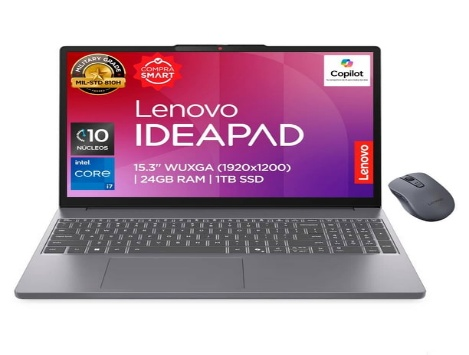 MILITARY GRADE
MIL-STD 810H
COMPRA
SMART
Copilot
Lenovo
IDEAPAD
10
NÚCLEOS
intel
CORE
i7
15.3" WUXGA (1920x1200)
| 24GB RAM | 1TB SSD
Lenovo